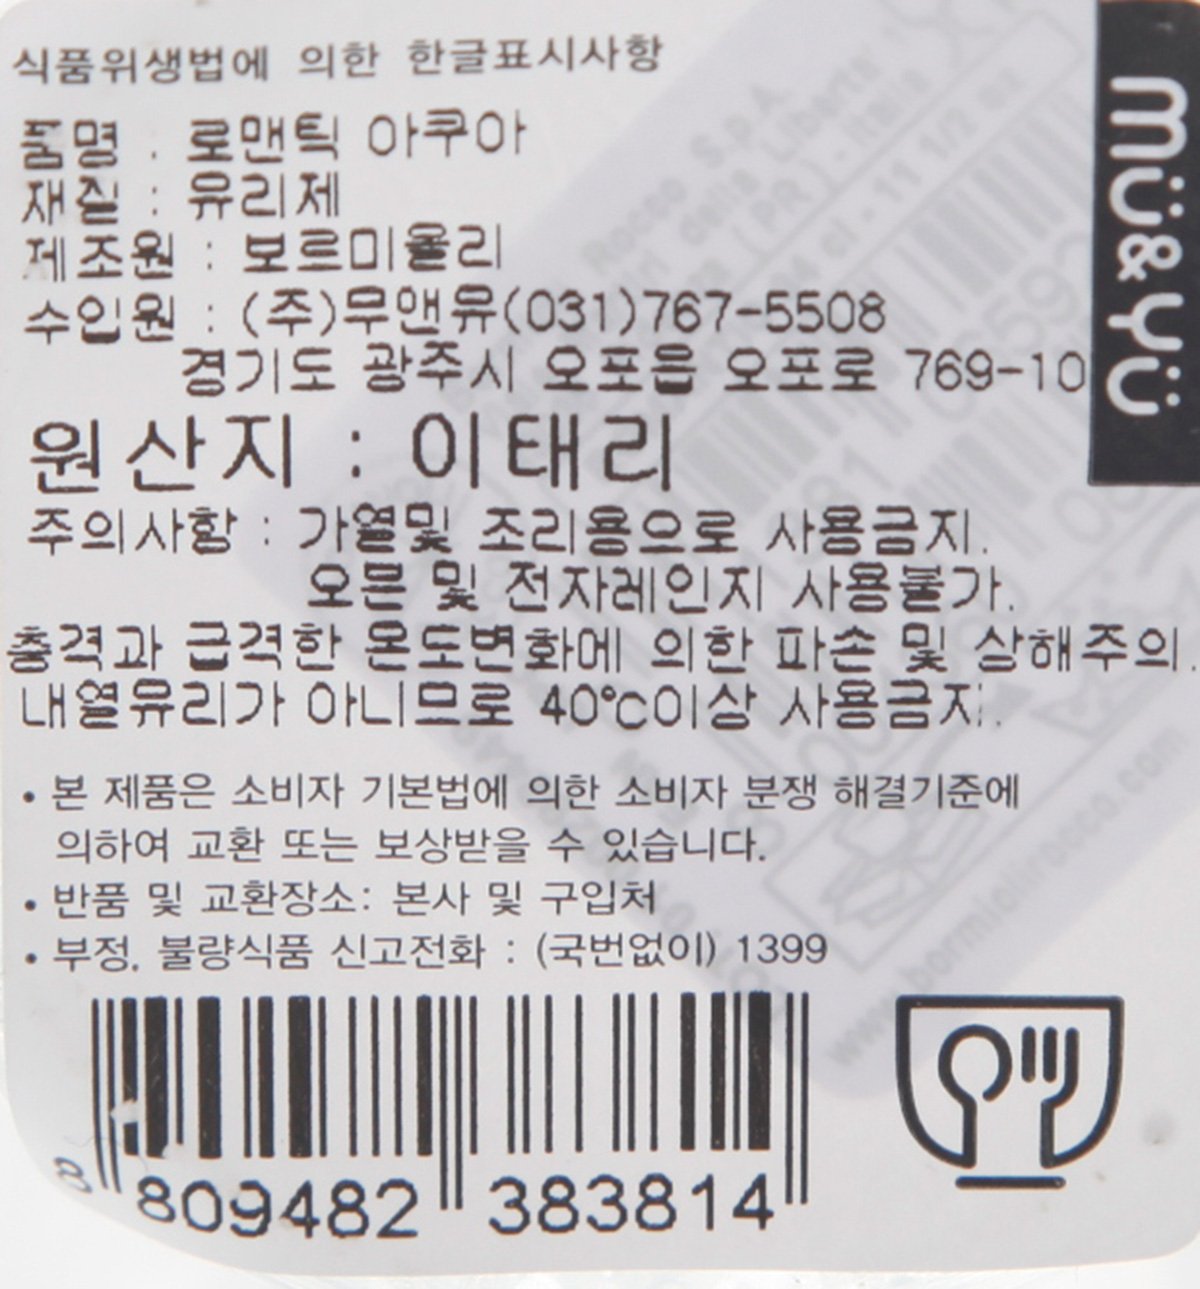 식품위생법에 의한 한글표시사항
mü&yü
품명 : 로맨틱 아쿠아
재질 : 유리제
제조원 : 보르미올리
수입원 : (주)무앤유(031)767-5508
경기도 광주시 오포읍 오포로 769-10
원산지 : 이태리
주의사항 : 가열및 조리용으로 사용금지.
오븐 및 전자레인지 사용불가.
충격과 급격한 온도변화에 의한 파손 및 상해주의.
내열유리가 아니므로 40℃이상 사용금지.
• 본 제품은 소비자 기본법에 의한 소비자 분쟁 해결기준에
의하여 교환 또는 보상받을 수 있습니다.
• 반품 및 교환장소: 본사 및 구입처
• 부정, 불량식품 신고전화 : (국번없이) 1399
8 809482 383814
www.bormiolirocco.com